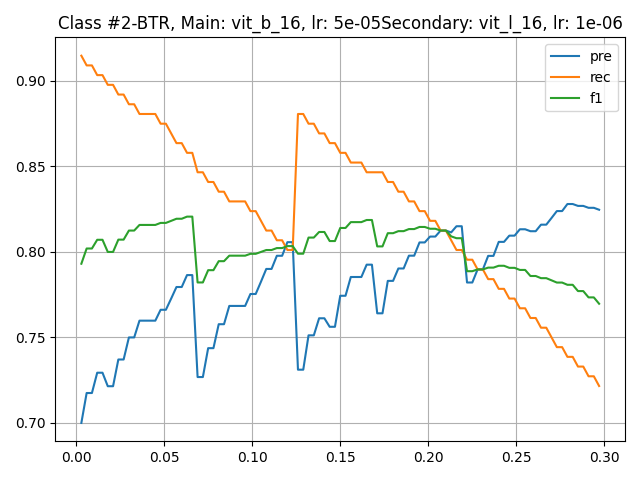 Class #2-BTR, Main: vit_b_16, lr: 5e-05Secondary: vit_l_16, lr: 1e-06
pre
rec
f1
0.90
0.85
0.80
0.75
0.70
0.00 0.05 0.10 0.15 0.20 0.25 0.30